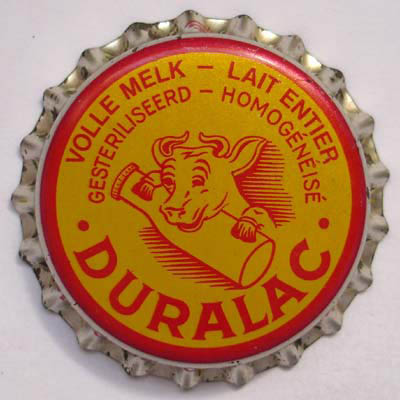 VOLLE MELK - LAIT ENTIER
GESTERILISEERD - HOMOGÉNÉISÉ
• DURALAC •